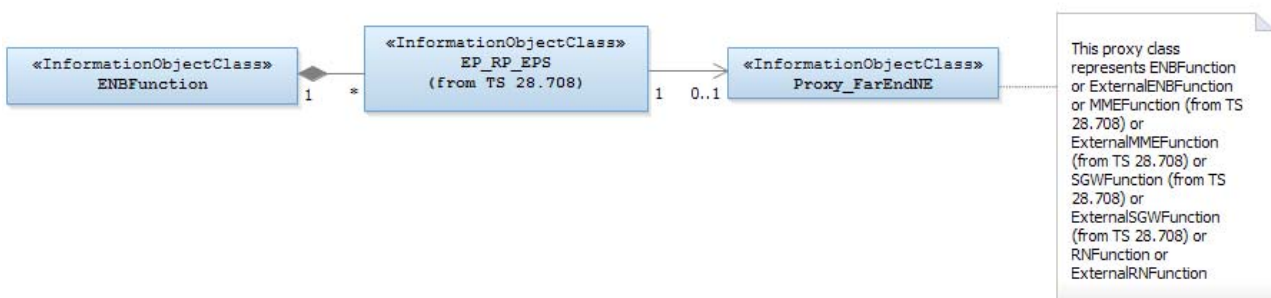 «InformationObjectClass»
ENBFunction
1
*
«InformationObjectClass»
EP_RP_EPS
(from TS 28.708)
1
0..1
«InformationObjectClass»
Proxy_FarEndNE
This proxy class
represents ENBFunction
or ExternalENBFunction
or MMEFunction (from TS
28.708) or
ExternalMMEFunction
(from TS 28.708) or
SGWFunction (from TS
28.708) or
ExternalSGWFunction
(from TS 28.708) or
RNFunction or
ExternalRNFunction